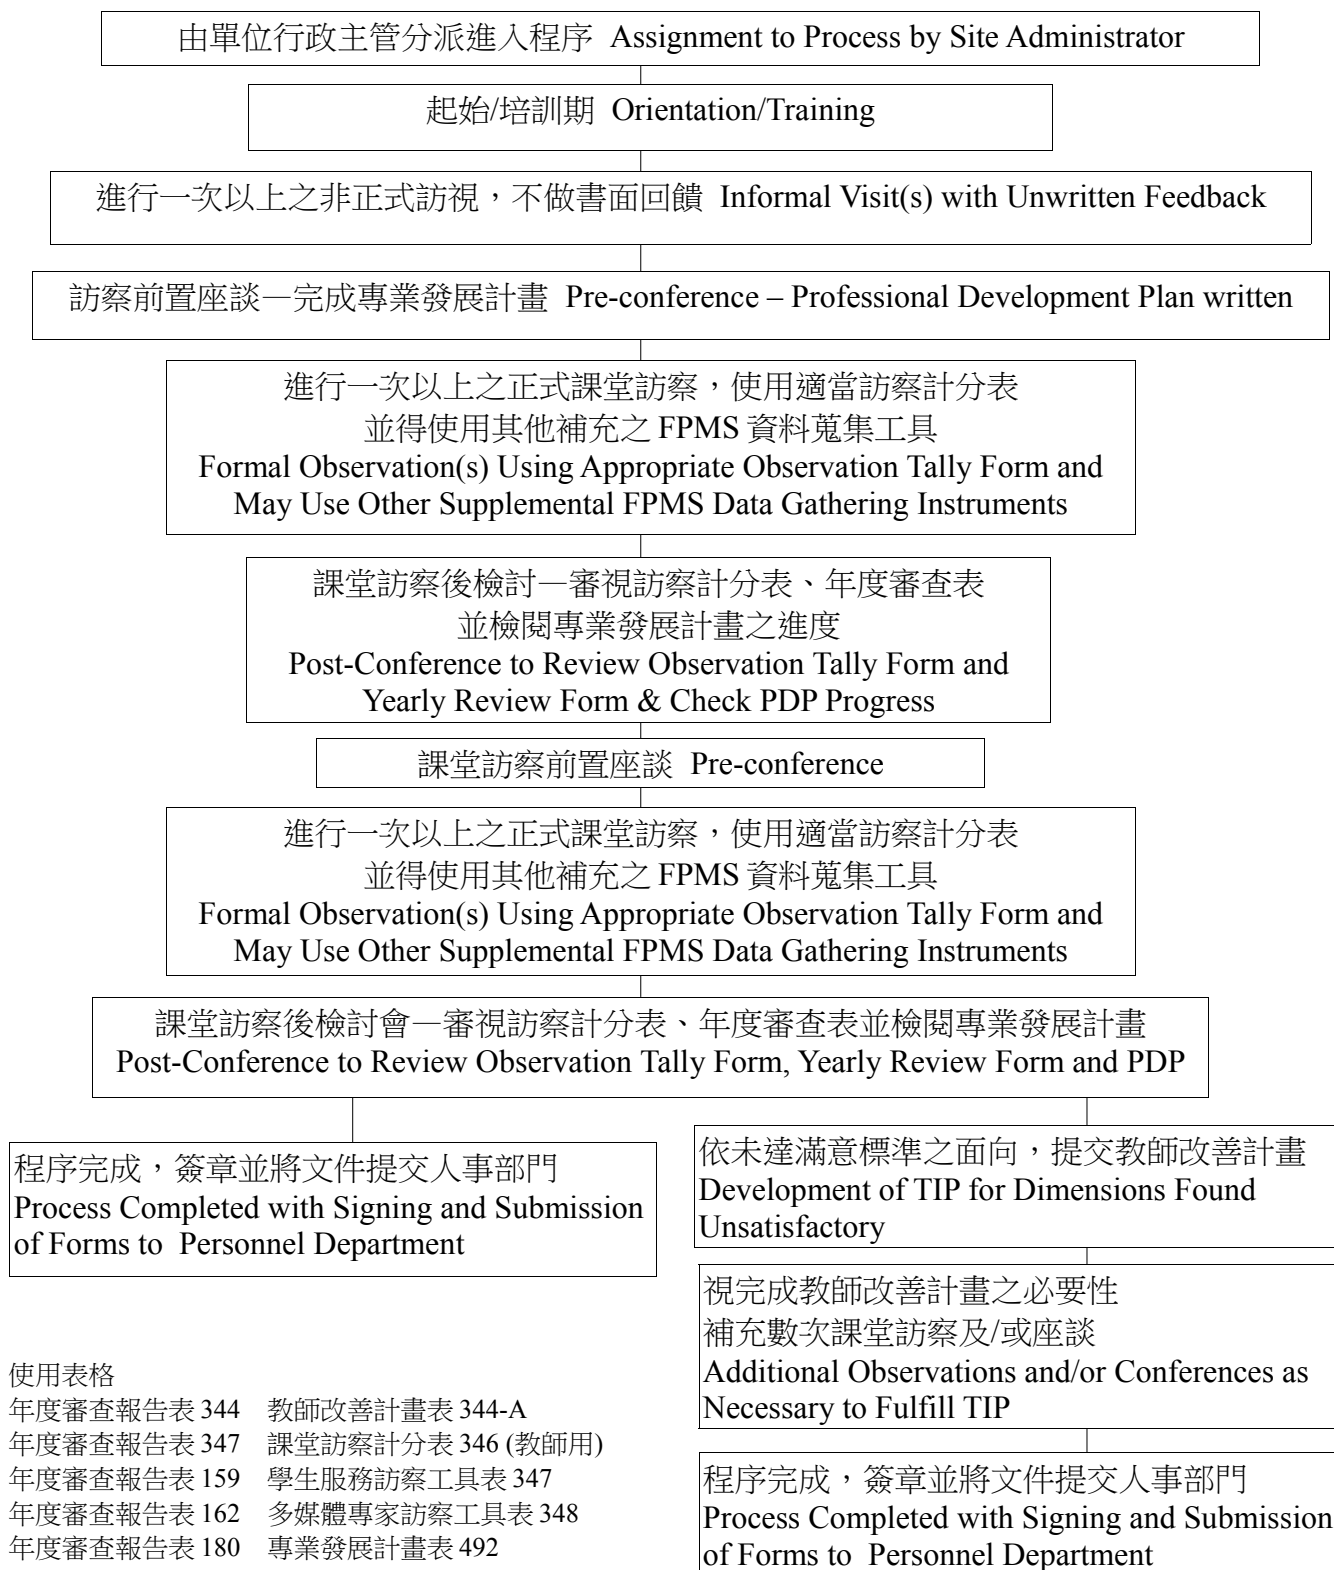 由單位行政主管分派進入程序 Assignment to Process by Site Administrator
起始/培訓期 Orientation/Training
進行一次以上之非正式訪視，不做書面回饋 Informal Visit(s) with Unwritten Feedback
訪察前置座談—完成專業發展計畫 Pre-conference – Professional Development Plan written
進行一次以上之正式課堂訪察，使用適當訪察計分表
並得使用其他補充之 FPMS 資料蒐集工具
Formal Observation(s) Using Appropriate Observation Tally Form and
May Use Other Supplemental FPMS Data Gathering Instruments
課堂訪察後檢討—審視訪察計分表、年度審查表
並檢閱專業發展計畫之進度
Post-Conference to Review Observation Tally Form and
Yearly Review Form & Check PDP Progress
課堂訪察前置座談 Pre-conference
進行一次以上之正式課堂訪察，使用適當訪察計分表
並得使用其他補充之 FPMS 資料蒐集工具
Formal Observation(s) Using Appropriate Observation Tally Form and
May Use Other Supplemental FPMS Data Gathering Instruments
課堂訪察後檢討會—審視訪察計分表、年度審查表並檢閱專業發展計畫
Post-Conference to Review Observation Tally Form, Yearly Review Form and PDP
程序完成，簽章並將文件提交人事部門
Process Completed with Signing and Submission
of Forms to Personnel Department
依未達滿意標準之面向，提交教師改善計畫
Development of TIP for Dimensions Found
Unsatisfactory
視完成教師改善計畫之必要性
補充數次課堂訪察及/或座談
Additional Observations and/or Conferences as
Necessary to Fulfill TIP
程序完成，簽章並將文件提交人事部門
Process Completed with Signing and Submission
of Forms to Personnel Department
使用表格
年度審查報告表 344 教師改善計畫表 344-A
年度審查報告表 347 課堂訪察計分表 346 (教師用)
年度審查報告表 159 學生服務訪察工具表 347
年度審查報告表 162 多媒體專家訪察工具表 348
年度審查報告表 180 專業發展計畫表 492